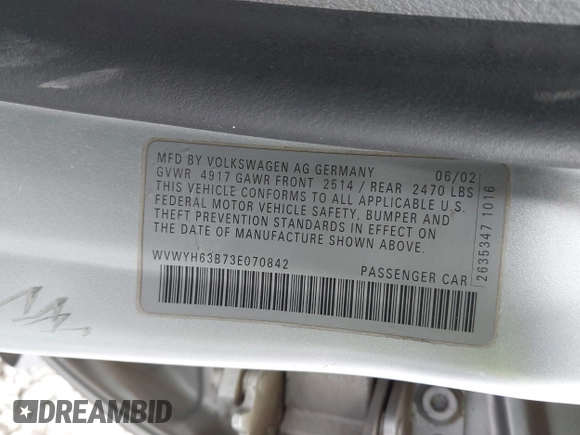 MFD BY VOLKSWAGEN AG GERMANY 06/02
GVWR 4917 GAWR FRONT 2514 / REAR 2470 LBS
THIS VEHICLE CONFORMS TO ALL APPLICABLE U.S.
FEDERAL MOTOR VEHICLE SAFETY, BUMPER AND
THEFT PREVENTION STANDARDS IN EFFECT ON
THE DATE OF MANUFACTURE SHOWN ABOVE.
WVWYH63B73E070842 PASSENGER CAR
2635347 1016
DREAMBID